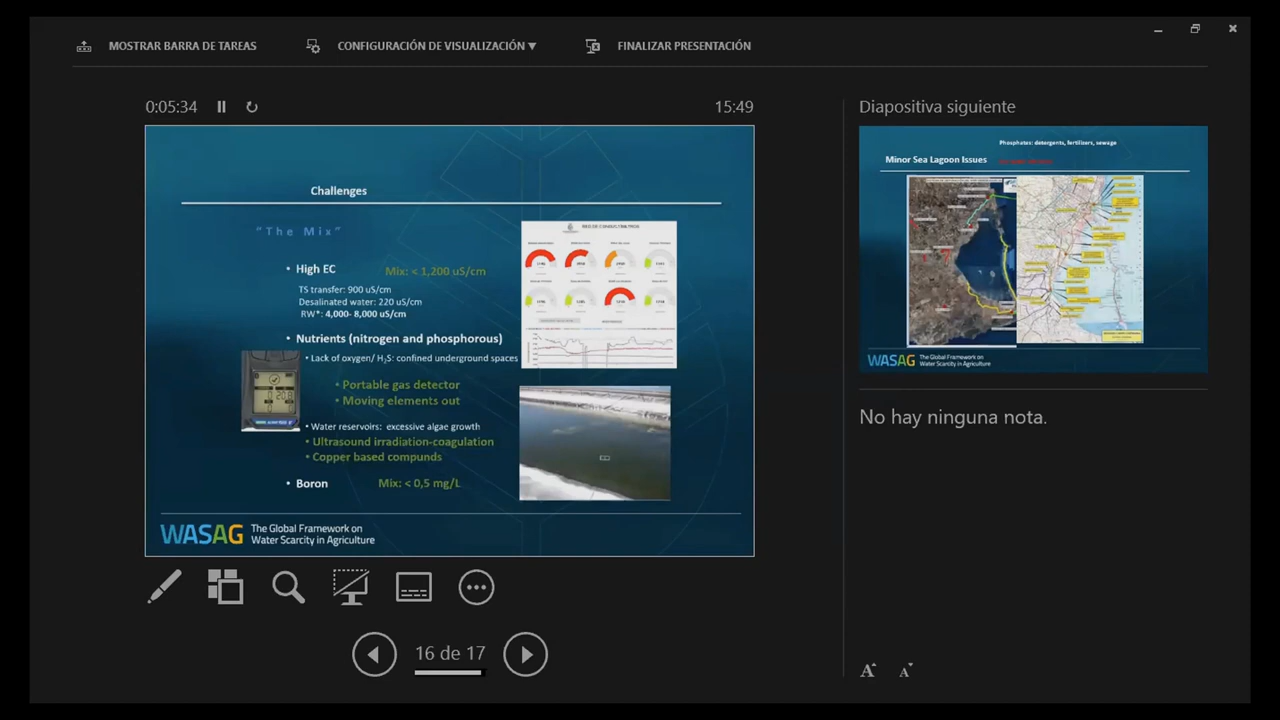 MOSTRAR BARRA DE TAREAS
CONFIGURACIÓN DE VISUALIZACIÓN
FINALIZAR PRESENTACIÓN
0:05:34
15:49
Challenges
"The Mix"
• High EC
Mix: < 1,200 uS/cm
TS transfer: 900 uS/cm
Desalinated water: 220 uS/cm
RW*: 4,000- 8,000 uS/cm
• Nutrients (nitrogen and phosphorous)
• Lack of oxygen/ H₂S: confined underground spaces
• Portable gas detector
• Moving elements out
• Water reservoirs: excessive algae growth
• Ultrasound irradiation-coagulation
• Copper based compunds
• Boron
Mix: < 0,5 mg/L
WASAG
The Global Framework on
Water Scarcity in Agriculture
16 de 17
Diapositiva siguiente
Phosphates: detergents, fertilizers, sewage
Minor Sea Lagoon Issues
WASAG
The Global Framework on
Water Scarcity in Agriculture
No hay ninguna nota.
A
A